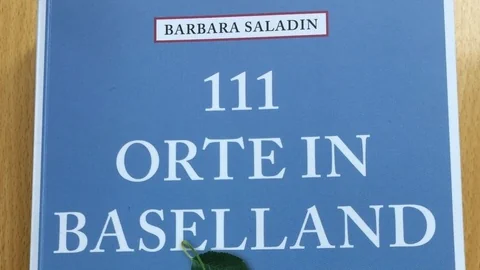 BARBARA SALADIN
111
ORTE IN
BASELLAND